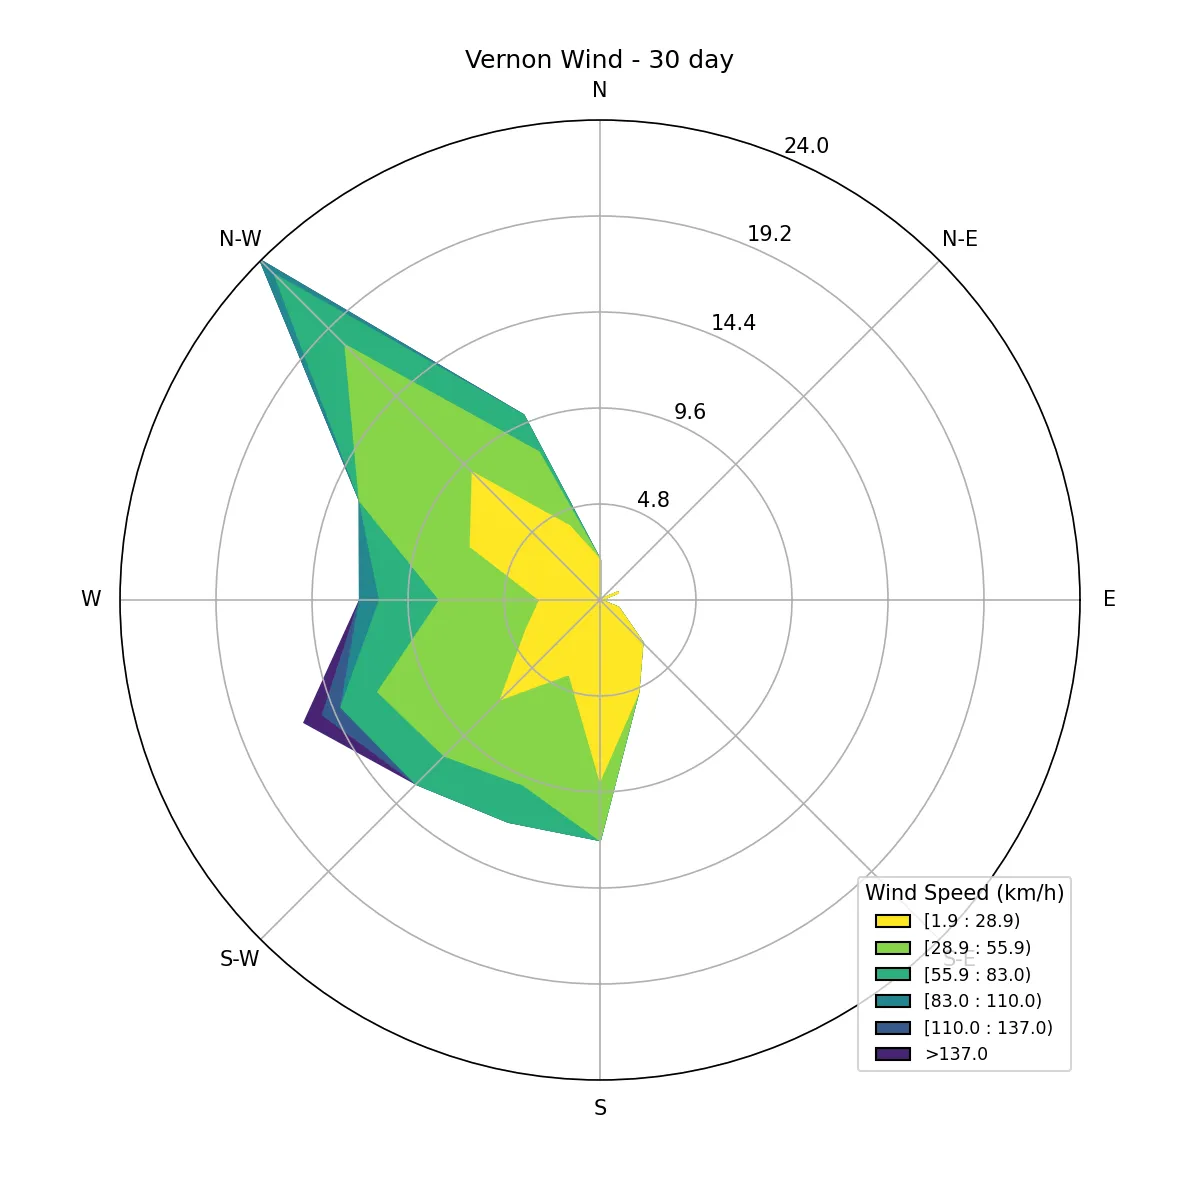 Vernon Wind - 30 day
N
24.0
19.2
N-W
N-E
14.4
9.6
4.8
W
E
Wind Speed (km/h)
[1.9 : 28.9)
[28.9 : 55.9)
S-W
S-E
[55.9 : 83.0)
[83.0 : 110.0)
[110.0 : 137.0)
>137.0
S